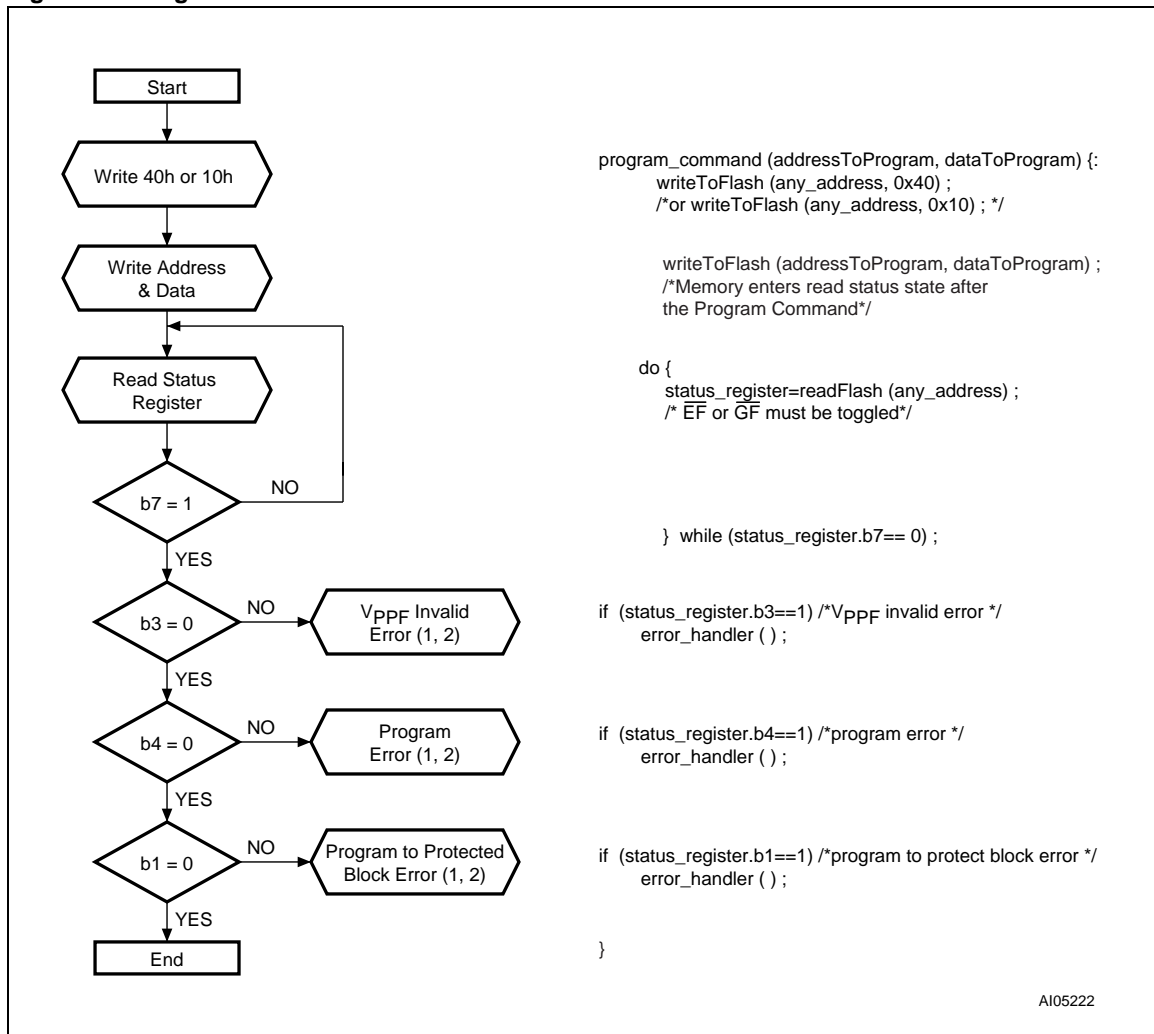 Start
Write 40h or 10h
Write Address
& Data
Read Status
Register
b7 = 1
NO
YES
b3 = 0
NO
VPPF Invalid
Error (1, 2)
YES
b4 = 0
NO
Program
Error (1, 2)
YES
b1 = 0
NO
Program to Protected
Block Error (1, 2)
YES
End
program_command (addressToProgram, dataToProgram) {:
writeToFlash (any_address, 0x40) ;
/*or writeToFlash (any_address, 0x10) ; */
writeToFlash (addressToProgram, dataToProgram) ;
/*Memory enters read status state after
the Program Command*/
do {
status_register=readFlash (any_address) ;
/* EF or GF must be toggled*/
} while (status_register.b7== 0) ;
if (status_register.b3==1) /*VPPF invalid error */
error_handler ( ) ;
if (status_register.b4==1) /*program error */
error_handler ( ) ;
if (status_register.b1==1) /*program to protect block error */
error_handler ( ) ;
}
AI05222